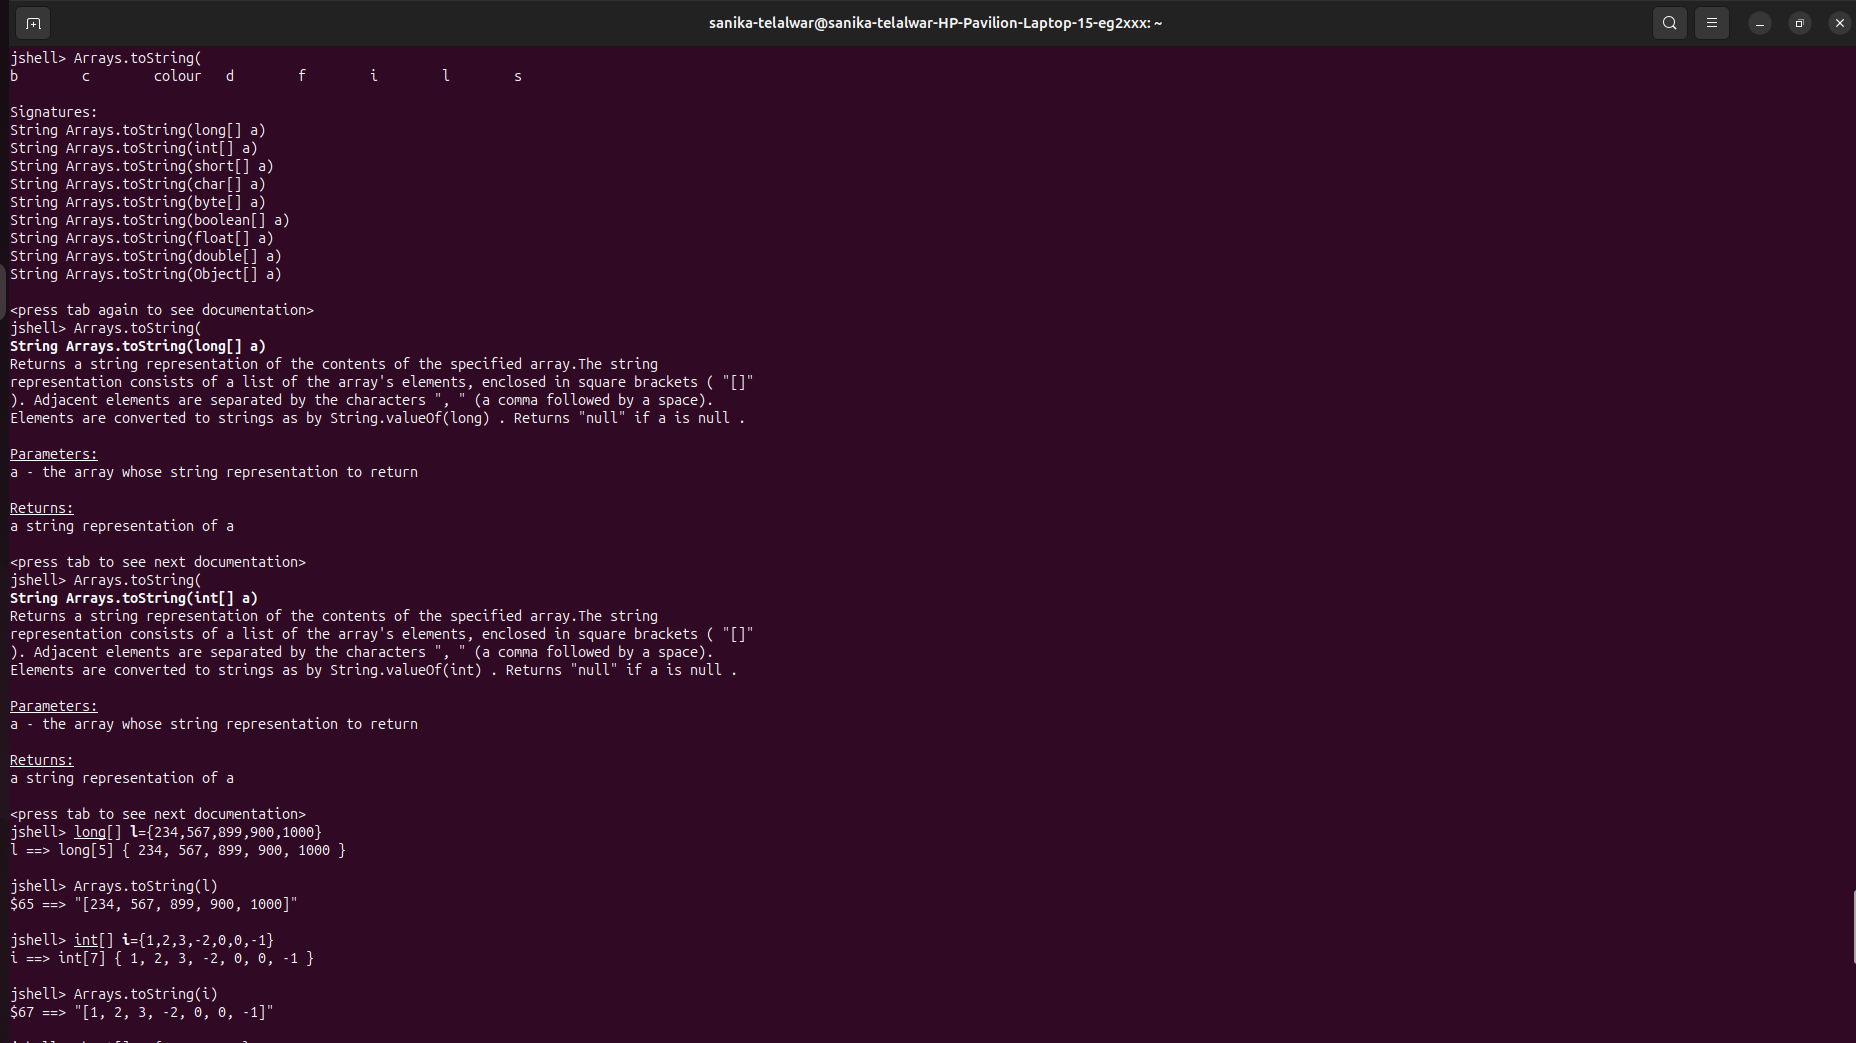 sanika-telalwar@sanika-telalwar-HP-Pavilion-Laptop-15-eg2xxx: ~
jshell> Arrays.toString(
b c colour d f i l s
Signatures:
String Arrays.toString(long[] a)
String Arrays.toString(int[] a)
String Arrays.toString(short[] a)
String Arrays.toString(char[] a)
String Arrays.toString(byte[] a)
String Arrays.toString(boolean[] a)
String Arrays.toString(float[] a)
String Arrays.toString(double[] a)
String Arrays.toString(Object[] a)
<press tab again to see documentation>
jshell> Arrays.toString(
String Arrays.toString(long[] a)
Returns a string representation of the contents of the specified array.The string
representation consists of a list of the array's elements, enclosed in square brackets ( "[]"
). Adjacent elements are separated by the characters ", " (a comma followed by a space).
Elements are converted to strings as by String.valueOf(long) . Returns "null" if a is null .
Parameters:
a - the array whose string representation to return
Returns:
a string representation of a
<press tab to see next documentation>
jshell> Arrays.toString(
String Arrays.toString(int[] a)
Returns a string representation of the contents of the specified array.The string
representation consists of a list of the array's elements, enclosed in square brackets ( "[]"
). Adjacent elements are separated by the characters ", " (a comma followed by a space).
Elements are converted to strings as by String.valueOf(int) . Returns "null" if a is null .
Parameters:
a - the array whose string representation to return
Returns:
a string representation of a
<press tab to see next documentation>
jshell> long[] l={234,567,899,900,1000}
l ==> long[5] { 234, 567, 899, 900, 1000 }
jshell> Arrays.toString(l)
$65 ==> "[234, 567, 899, 900, 1000]"
jshell> int[] i={1,2,3,-2,0,0,-1}
i ==> int[7] { 1, 2, 3, -2, 0, 0, -1 }
jshell> Arrays.toString(i)
$67 ==> "[1, 2, 3, -2, 0, 0, -1]"